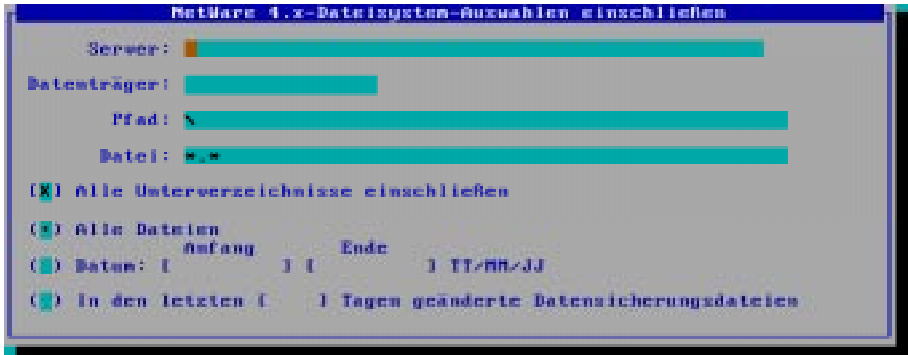 NetWare 4.x-Dateisystem-Auswahlen einschließen
Server:
Datenträger:
Pfad: \
Datei: *.*
[X] Alle Unterverzeichnisse einschließen
(•) Alle Dateien
Anfang Ende
( ) Datum: [ ] [ ] TT/MM/JJ
( ) In den letzten [ ] Tagen geänderte Datensicherungsdateien